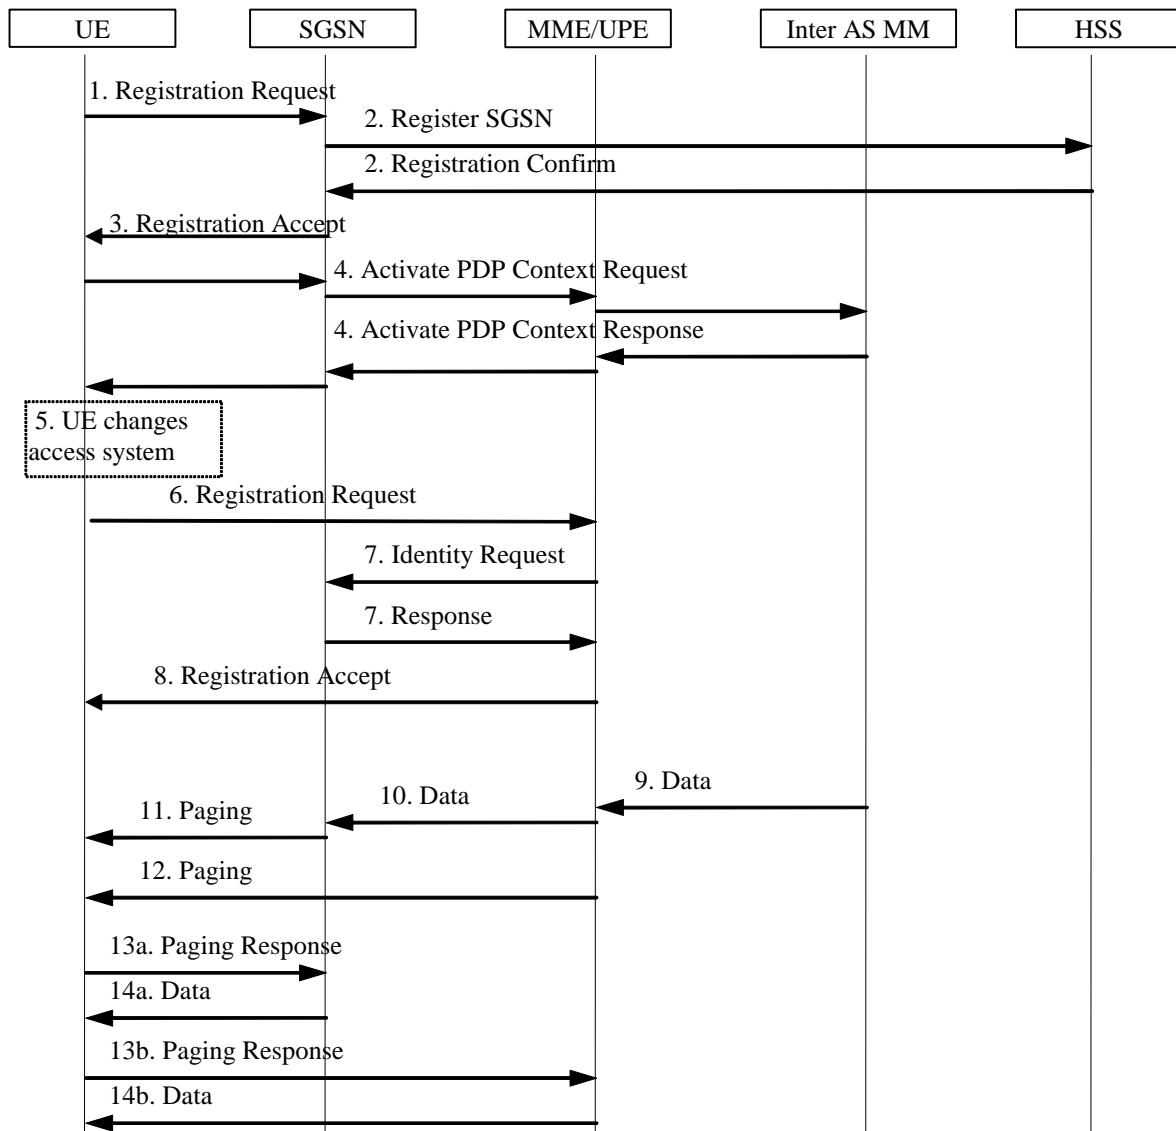 UE
SGSN
MME/UPE
Inter AS MM
HSS
1. Registration Request
2. Register SGSN
2. Registration Confirm
3. Registration Accept
4. Activate PDP Context Request
4. Activate PDP Context Response
5. UE changes
access system
6. Registration Request
7. Identity Request
7. Response
8. Registration Accept
9. Data
10. Data
11. Paging
12. Paging
13a. Paging Response
14a. Data
13b. Paging Response
14b. Data